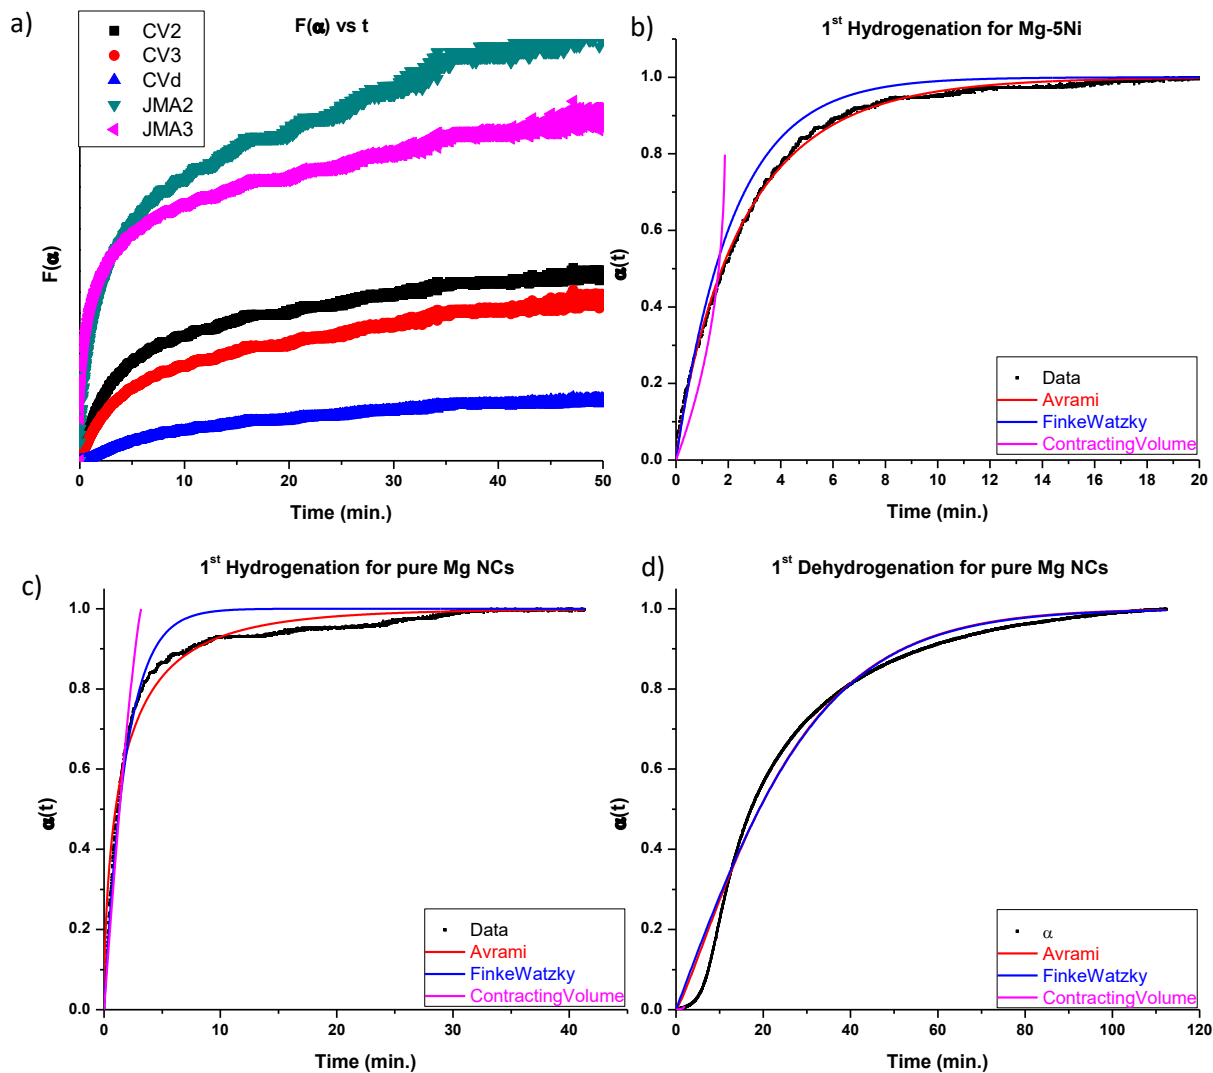 a)
F(α) vs t
CV2
CV3
CVd
JMA2
JMA3
F(α)
0 10 20 30 40 50
Time (min.)
b)
1st Hydrogenation for Mg-5Ni
1.0
0.8
0.6
0.4
0.2
0.0
α(t)
Data
Avrami
FinkeWatzky
ContractingVolume
0 2 4 6 8 10 12 14 16 18 20
Time (min.)
c)
1st Hydrogenation for pure Mg NCs
1.0
0.8
0.6
0.4
0.2
0.0
α(t)
Data
Avrami
FinkeWatzky
ContractingVolume
0 10 20 30 40
Time (min.)
d)
1st Dehydrogenation for pure Mg NCs
1.0
0.8
0.6
0.4
0.2
0.0
α(t)
α
Avrami
FinkeWatzky
ContractingVolume
0 20 40 60 80 100 120
Time (min.)